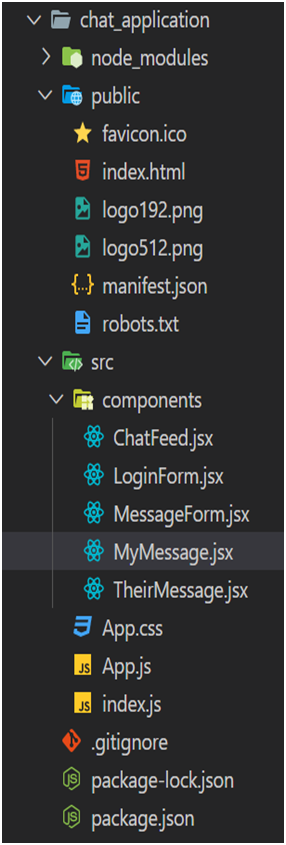 chat_application
node_modules
public
favicon.ico
index.html
logo192.png
logo512.png
manifest.json
robots.txt
src
components
ChatFeed.jsx
LoginForm.jsx
MessageForm.jsx
MyMessage.jsx
TheirMessage.jsx
App.css
App.js
index.js
.gitignore
package-lock.json
package.json